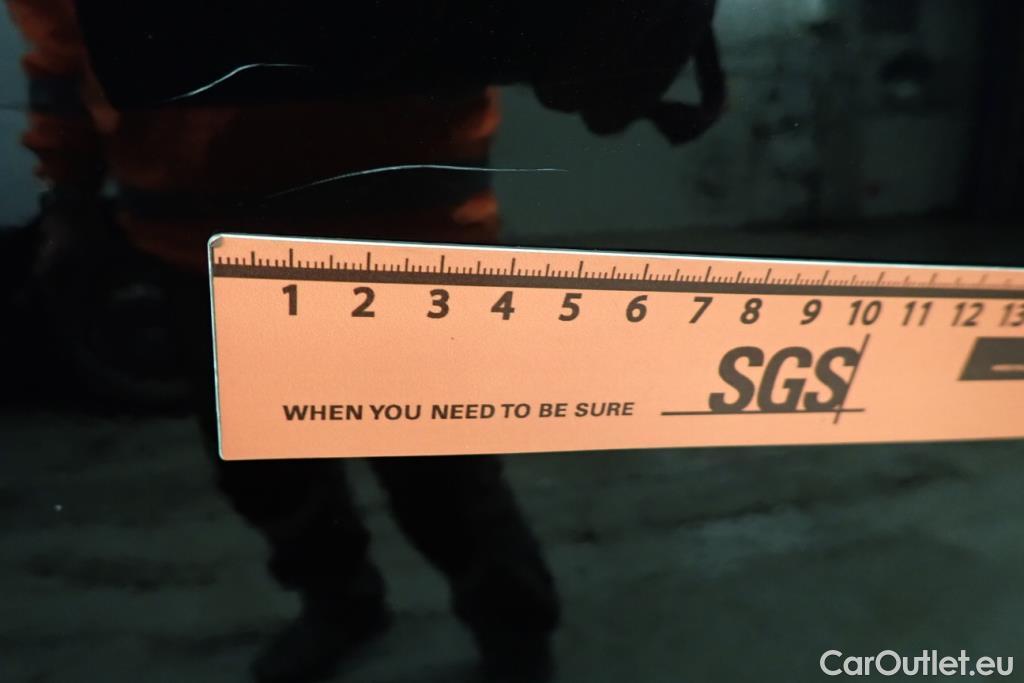 1 2 3 4 5 6 7 8 9 10 11 12 13
SGS
WHEN YOU NEED TO BE SURE
CarOutlet.eu